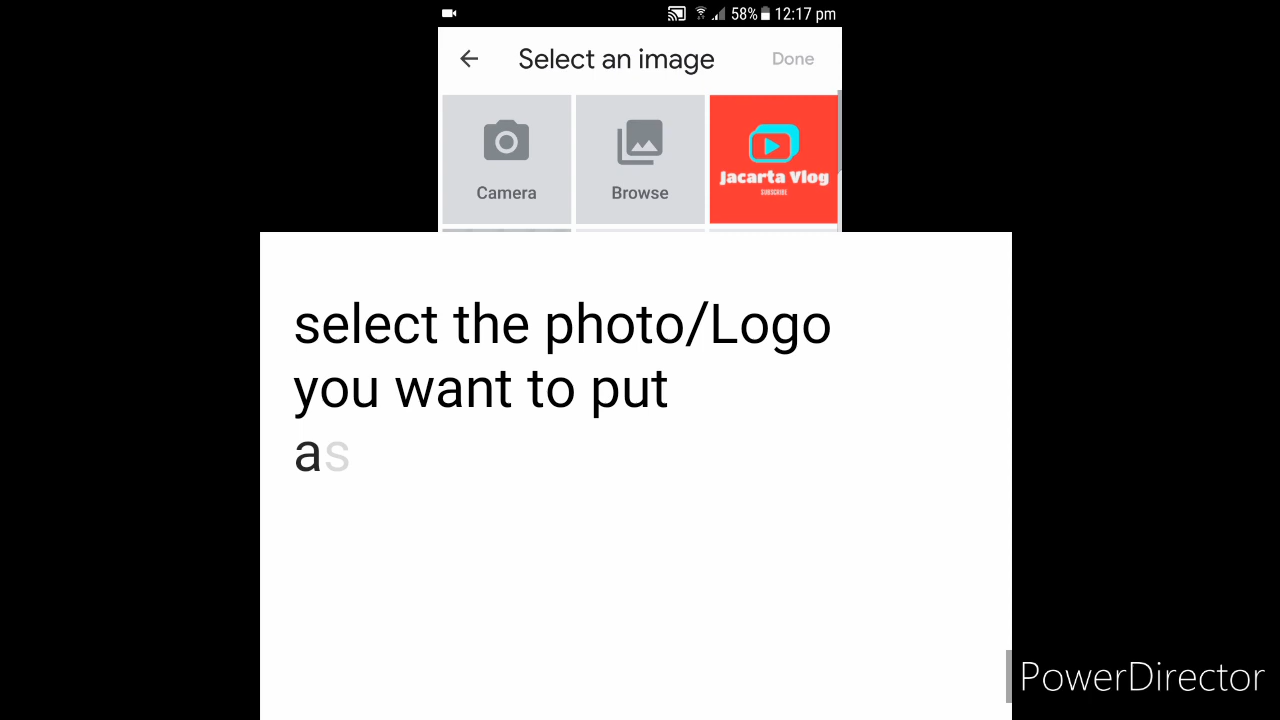 58% 12:17 pm
Select an image Done
Camera Browse Jacarta Vlog
SUBSCRIBE
select the photo/Logo
you want to put
as
PowerDirector